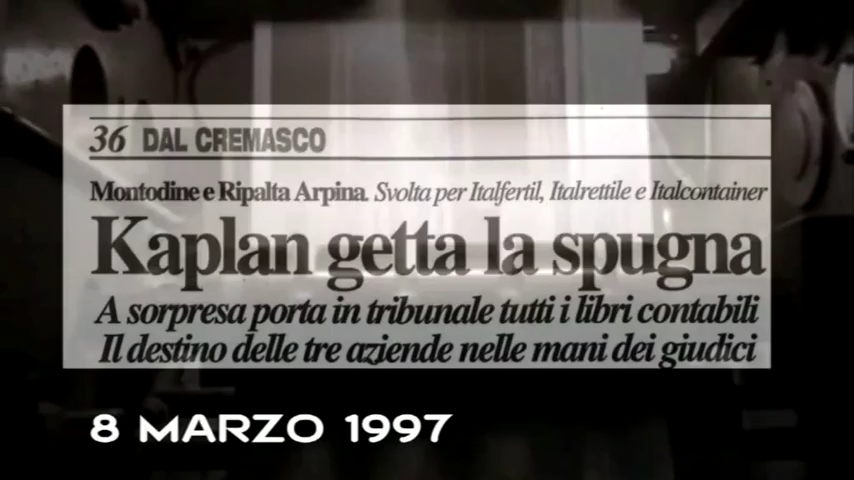 36 DAL CREMASCO
Montodine e Ripalta Arpina. Svolta per Italfertil, Italrettile e Italcontainer
Kaplan getta la spugna
A sorpresa porta in tribunale tutti i libri contabili
Il destino delle tre aziende nelle mani dei giudici
8 MARZO 1997